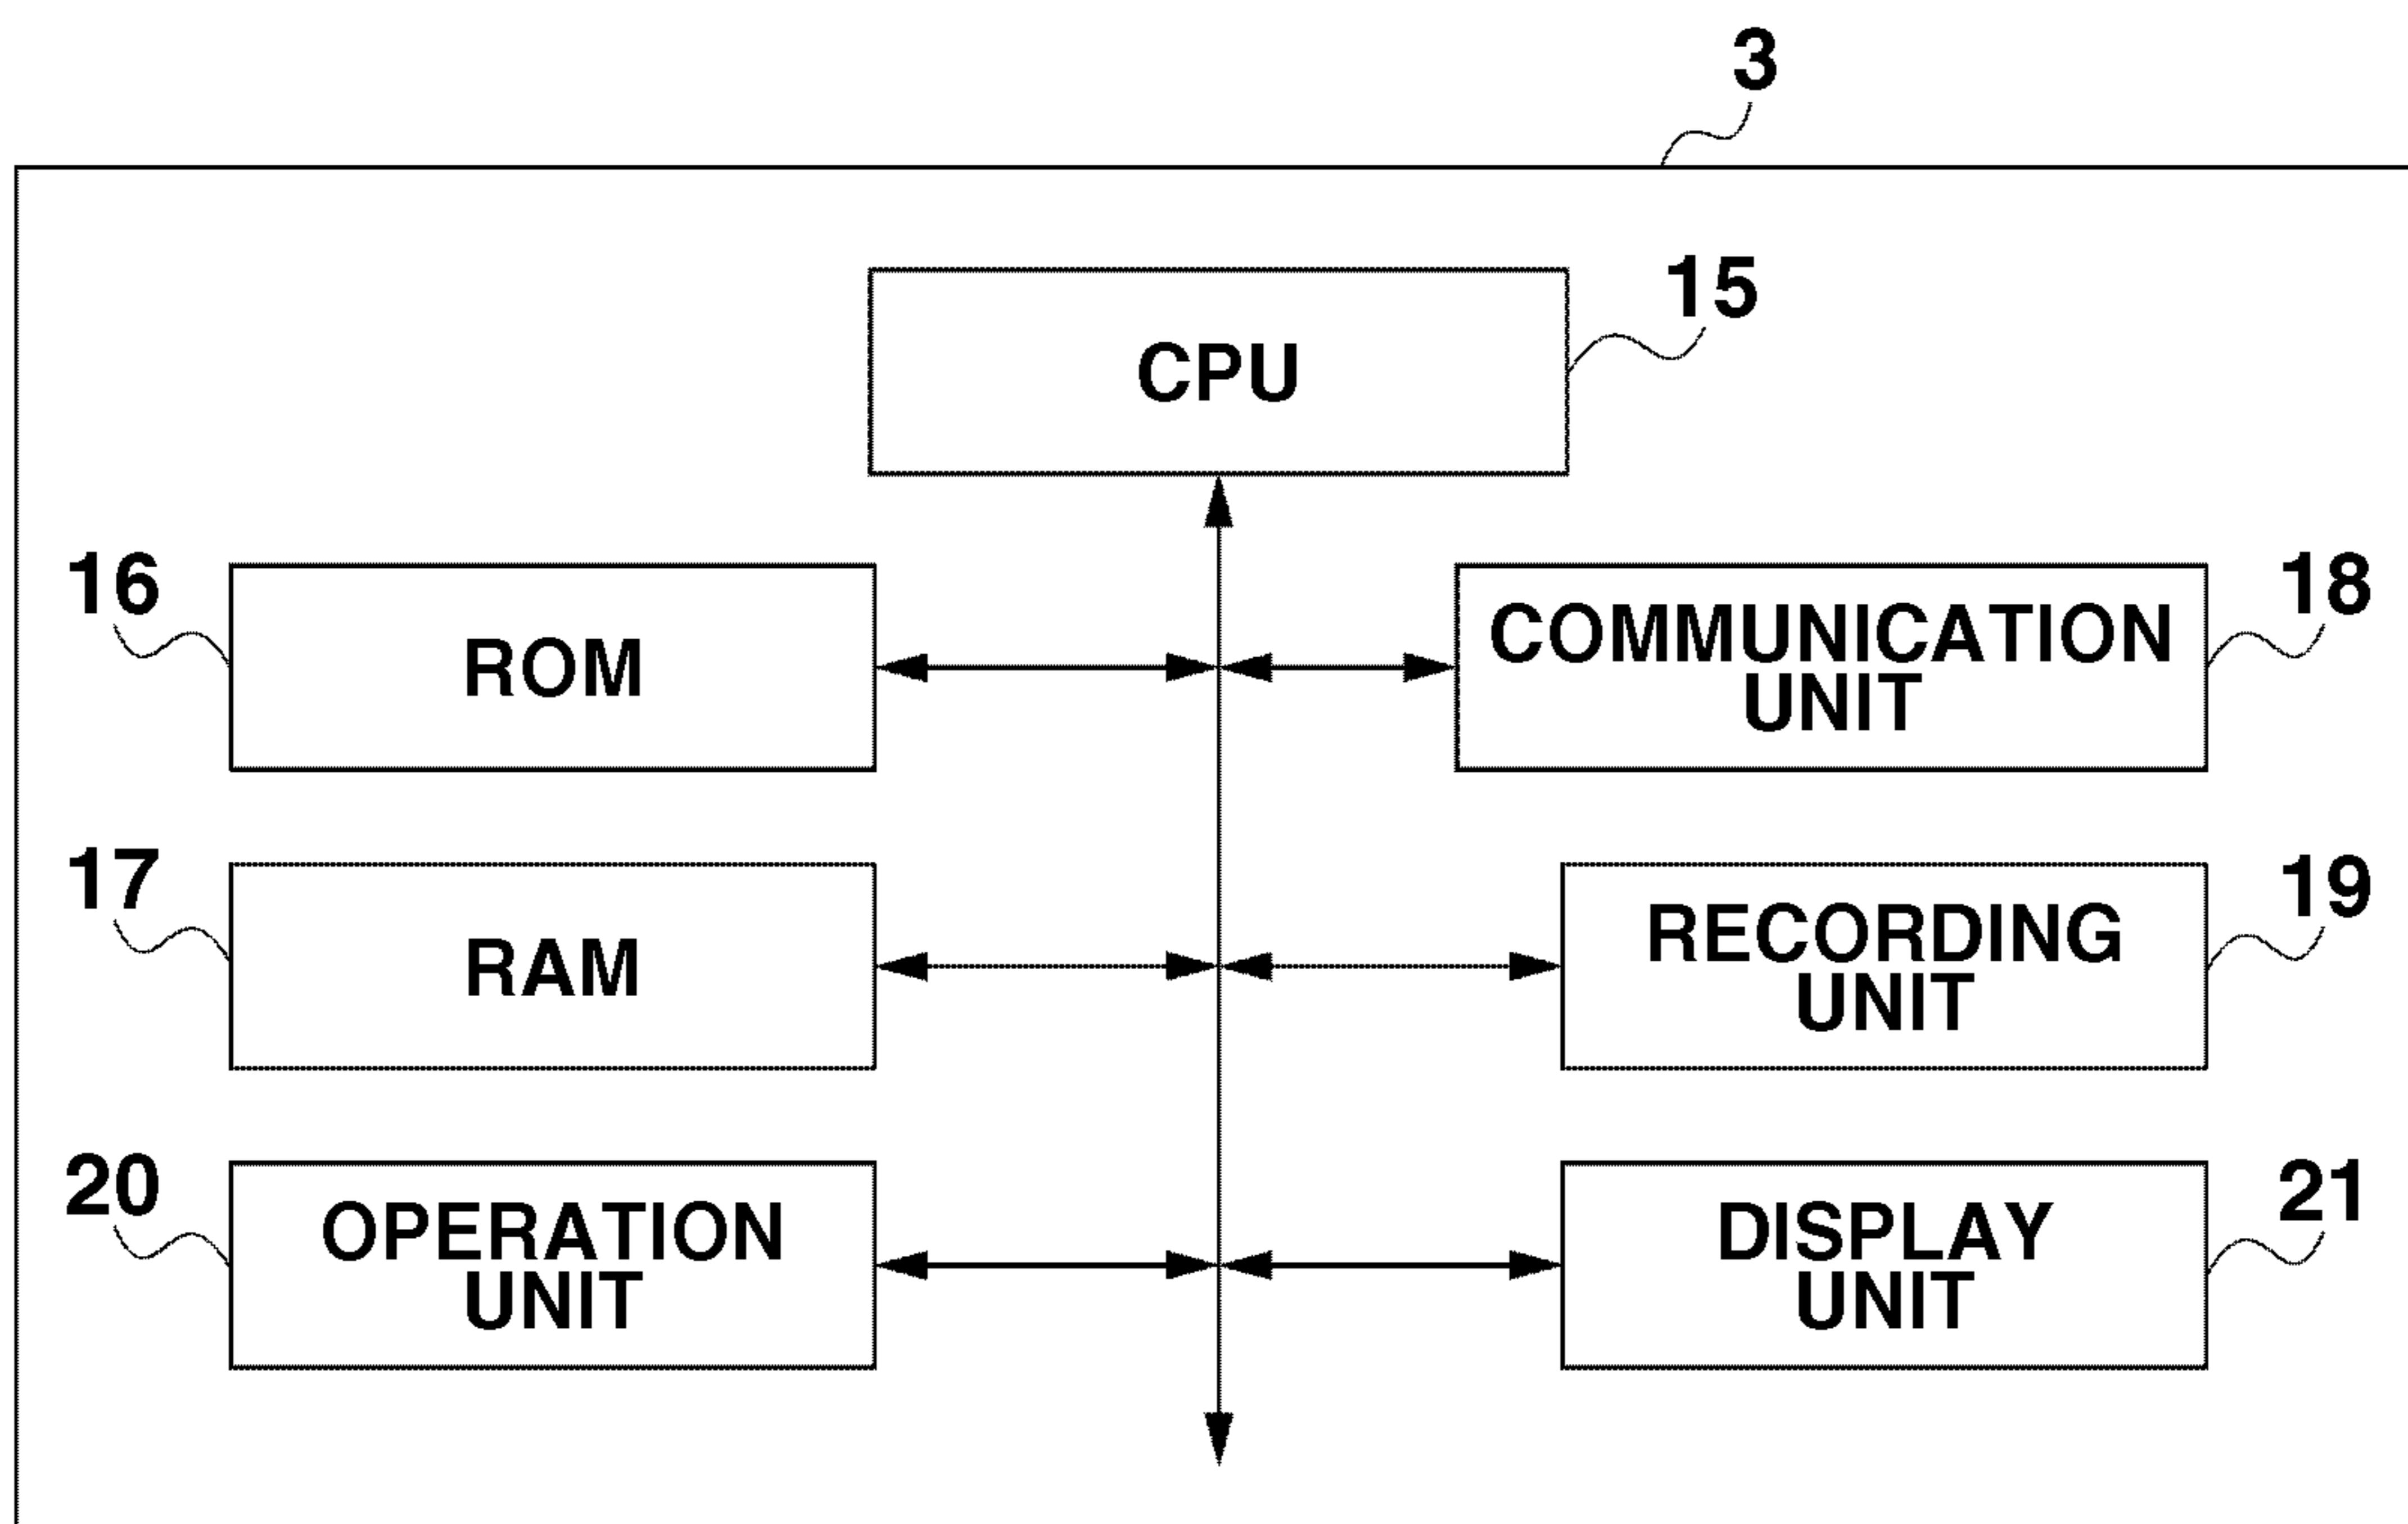 3
15
CPU
16
ROM
18
COMMUNICATION
UNIT
17
RAM
19
RECORDING
UNIT
20
OPERATION
UNIT
21
DISPLAY
UNIT